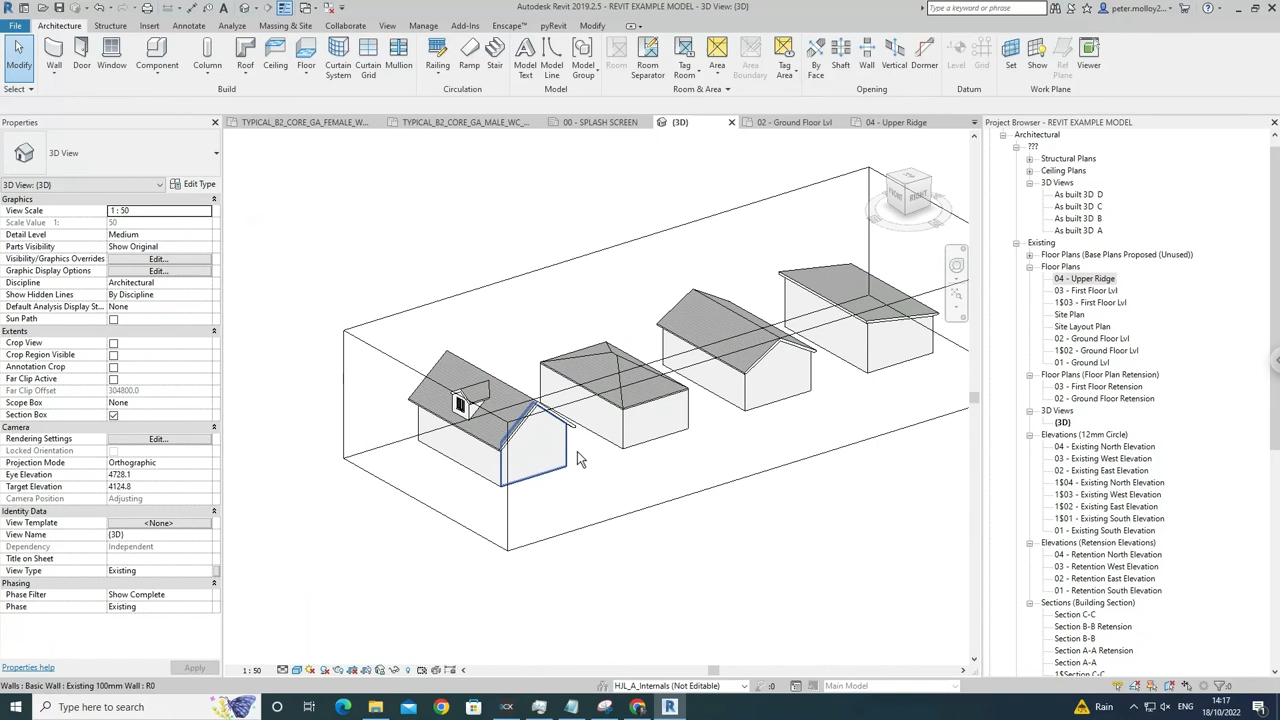 Autodesk Revit 2019.2.5 - REVIT EXAMPLE MODEL - 3D View: {3D}
Type a keyword or phrase
peter.molloy2...
File Architecture Structure Insert Annotate Analyze Massing & Site Collaborate View Manage Add-Ins Enscape™ pyRevit Modify
Modify Wall Door Window Component Column Roof Ceiling Floor Curtain System Curtain Grid Mullion Railing Ramp Stair Model Text Model Line Model Group Room Room Separator Tag Room Area Area Boundary Tag Area By Face Shaft Wall Vertical Dormer Level Grid Set Show Ref Plane Viewer
Select Build Circulation Model Room & Area Opening Datum Work Plane
Properties
TYPICAL_B2_CORE_GA_FEMALE_W... TYPICAL_B2_CORE_GA_MALE_WC_... 00 - SPLASH SCREEN {3D} 02 - Ground Floor Lvl 04 - Upper Ridge
Project Browser - REVIT EXAMPLE MODEL
3D View
3D View: {3D} Edit Type
Graphics
View Scale 1 : 50
Scale Value 1: 50
Detail Level Medium
Parts Visibility Show Original
Visibility/Graphics Overrides Edit...
Graphic Display Options Edit...
Discipline Architectural
Show Hidden Lines By Discipline
Default Analysis Display St... None
Sun Path
Extents
Crop View
Crop Region Visible
Annotation Crop
Far Clip Active
Far Clip Offset 304800.0
Scope Box None
Section Box
Camera
Rendering Settings Edit...
Locked Orientation
Projection Mode Orthographic
Eye Elevation 4728.1
Target Elevation 4124.8
Camera Position Adjusting
Identity Data
View Template <None>
View Name {3D}
Dependency Independent
Title on Sheet
View Type Existing
Phasing
Phase Filter Show Complete
Phase Existing
Properties help Apply
RIGHT
Architectural
???
Structural Plans
Ceiling Plans
3D Views
As built 3D D
As built 3D C
As built 3D B
As built 3D A
Existing
Floor Plans (Base Plans Proposed (Unused))
Floor Plans
04 - Upper Ridge
03 - First Floor Lvl
1$03 - First Floor Lvl
Site Plan
Site Layout Plan
02 - Ground Floor Lvl
1$02 - Ground Floor Lvl
01 - Ground Lvl
Floor Plans (Floor Plan Retension)
03 - First Floor Retension
02 - Ground Floor Retension
3D Views
{3D}
Elevations (12mm Circle)
04 - Existing North Elevation
03 - Existing West Elevation
02 - Existing East Elevation
1$04 - Existing North Elevation
1$03 - Existing West Elevation
1$02 - Existing East Elevation
1$01 - Existing South Elevation
01 - Existing South Elevation
Elevations (Retension Elevations)
04 - Retension North Elevation
03 - Retension West Elevation
02 - Retension East Elevation
01 - Retension South Elevation
Sections (Building Section)
Section C-C
Section B-B Retension
Section B-B
Section A-A Retension
Section A-A
1$Section C-C
1 : 50
Walls : Basic Wall : Existing 100mm Wall : R0
HJL_A_Internals (Not Editable) :0 Main Model :0
Type here to search
Rain ENG 14:17
18/10/2022